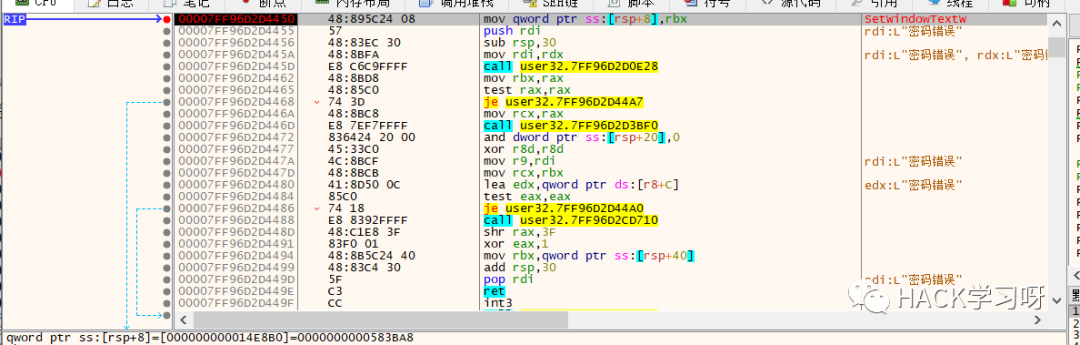 CPU 日志 笔记 断点 内存布局 调用堆栈 SEH链 脚本 符号 源代码 引用 线程 句柄
RIP 00007FF96D2D4450 48:895C24 08 mov qword ptr ss:[rsp+8],rbx SetWindowTextW
00007FF96D2D4455 57 push rdi rdi:L"密码错误"
00007FF96D2D4456 48:83EC 30 sub rsp,30
00007FF96D2D445A 48:8BFA mov rdi,rdx rdi:L"密码错误", rdx:L"密码
00007FF96D2D445D E8 C6C9FFFF call user32.7FF96D2D0E28
00007FF96D2D4462 48:8BD8 mov rbx,rax
00007FF96D2D4465 48:85C0 test rax,rax
00007FF96D2D4468 74 3D je user32.7FF96D2D44A7
00007FF96D2D446A 48:8BC8 mov rcx,rax
00007FF96D2D446D E8 7EF7FFFF call user32.7FF96D2D3BF0
00007FF96D2D4472 836424 20 00 and dword ptr ss:[rsp+20],0
00007FF96D2D4477 45:33C0 xor r8d,r8d
00007FF96D2D447A 4C:8BCF mov r9,rdi rdi:L"密码错误"
00007FF96D2D447D 48:8BCB mov rcx,rbx
00007FF96D2D4480 41:8D50 0C lea edx,qword ptr ds:[r8+C] edx:L"密码错误"
00007FF96D2D4484 85C0 test eax,eax
00007FF96D2D4486 74 18 je user32.7FF96D2D44A0
00007FF96D2D4488 E8 8392FFFF call user32.7FF96D2CD710
00007FF96D2D448D 48:C1E8 3F shr rax,3F
00007FF96D2D4491 83F0 01 xor eax,1
00007FF96D2D4494 48:8B5C24 40 mov rbx,qword ptr ss:[rsp+40]
00007FF96D2D4499 48:83C4 30 add rsp,30
00007FF96D2D449D 5F pop rdi rdi:L"密码错误"
00007FF96D2D449E C3 ret
00007FF96D2D449F CC int3
HACK学习呀
qword ptr ss:[rsp+8]=[000000000014E8B0]=0000000000583BA8